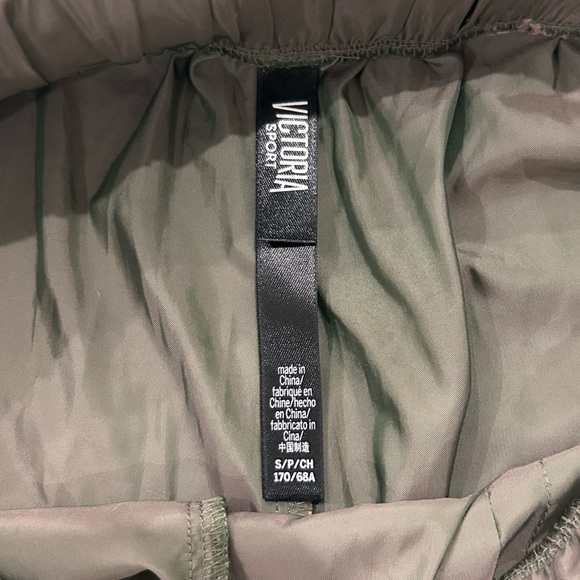 VICTORIA
SPORT
made in
China/
fabriqué en
Chine/hecho
en China/
fabbricato in
Cina/
中国制造
S/P/CH
170/68A